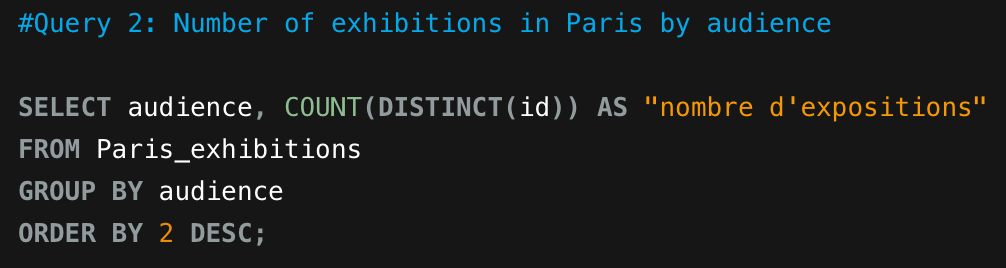 #Query 2: Number of exhibitions in Paris by audience
SELECT audience, COUNT(DISTINCT(id)) AS "nombre d'expositions"
FROM Paris_exhibitions
GROUP BY audience
ORDER BY 2 DESC;